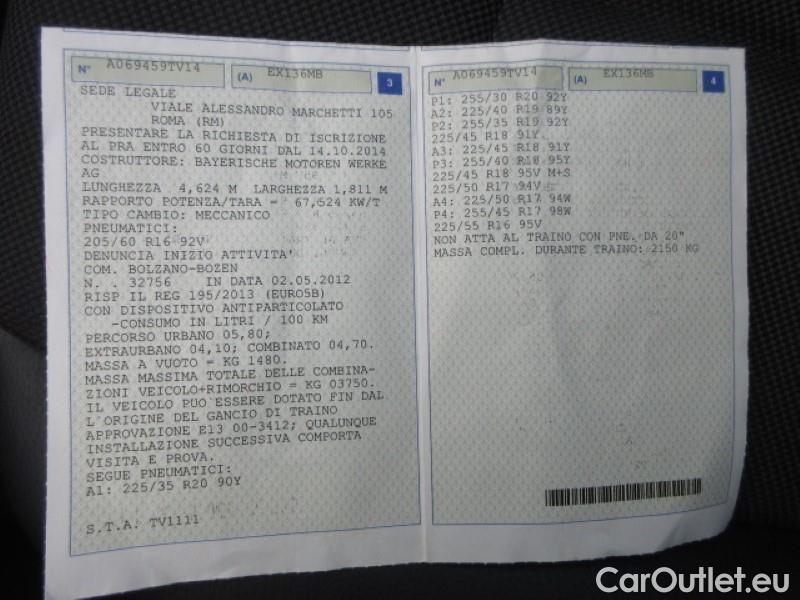 N° A069459TV14 (A) EX136MB 3
SEDE LEGALE
VIALE ALESSANDRO MARCHETTI 105
ROMA (RM)
PRESENTARE LA RICHIESTA DI ISCRIZIONE
AL PRA ENTRO 60 GIORNI DAL 14.10.2014
COSTRUTTORE: BAYERISCHE MOTOREN WERKE
AG
LUNGHEZZA 4,624 M LARGHEZZA 1,811 M
RAPPORTO POTENZA/TARA = 67,624 KW/T
TIPO CAMBIO: MECCANICO
PNEUMATICI:
205/60 R16 92V
DENUNCIA INIZIO ATTIVITA'
COM. BOLZANO-BOZEN
N. . 32756 IN DATA 02.05.2012
RISP IL REG 195/2013 (EURO5B)
CON DISPOSITIVO ANTIPARTICOLATO
-CONSUMO IN LITRI / 100 KM
PERCORSO URBANO 05,80;
EXTRAURBANO 04,10; COMBINATO 04,70.
MASSA A VUOTO = KG 1480.
MASSA MASSIMA TOTALE DELLE COMBINA-
ZIONI VEICOLO+RIMORCHIO = KG 03750.
IL VEICOLO PUO'ESSERE DOTATO FIN DAL
L'ORIGINE DEL GANCIO DI TRAINO
APPROVAZIONE E13 00-3412; QUALUNQUE
INSTALLAZIONE SUCCESSIVA COMPORTA
VISITA E PROVA.
SEGUE PNEUMATICI:
A1: 225/35 R20 90Y
S.T.A. TV1111
N° A069459TV14 (A) EX136MB 4
P1: 255/30 R20 92Y
A2: 225/40 R19 89Y
P2: 255/35 R19 92Y
225/45 R18 91Y
A3: 225/45 R18 91Y
P3: 255/40 R18 95Y
225/45 R18 95V M+S
225/50 R17 94V
A4: 225/50 R17 94W
P4: 255/45 R17 98W
225/55 R16 95V
NON ATTA AL TRAINO CON PNE. DA 20"
MASSA COMPL. DURANTE TRAINO: 2150 KG
CarOutlet.eu